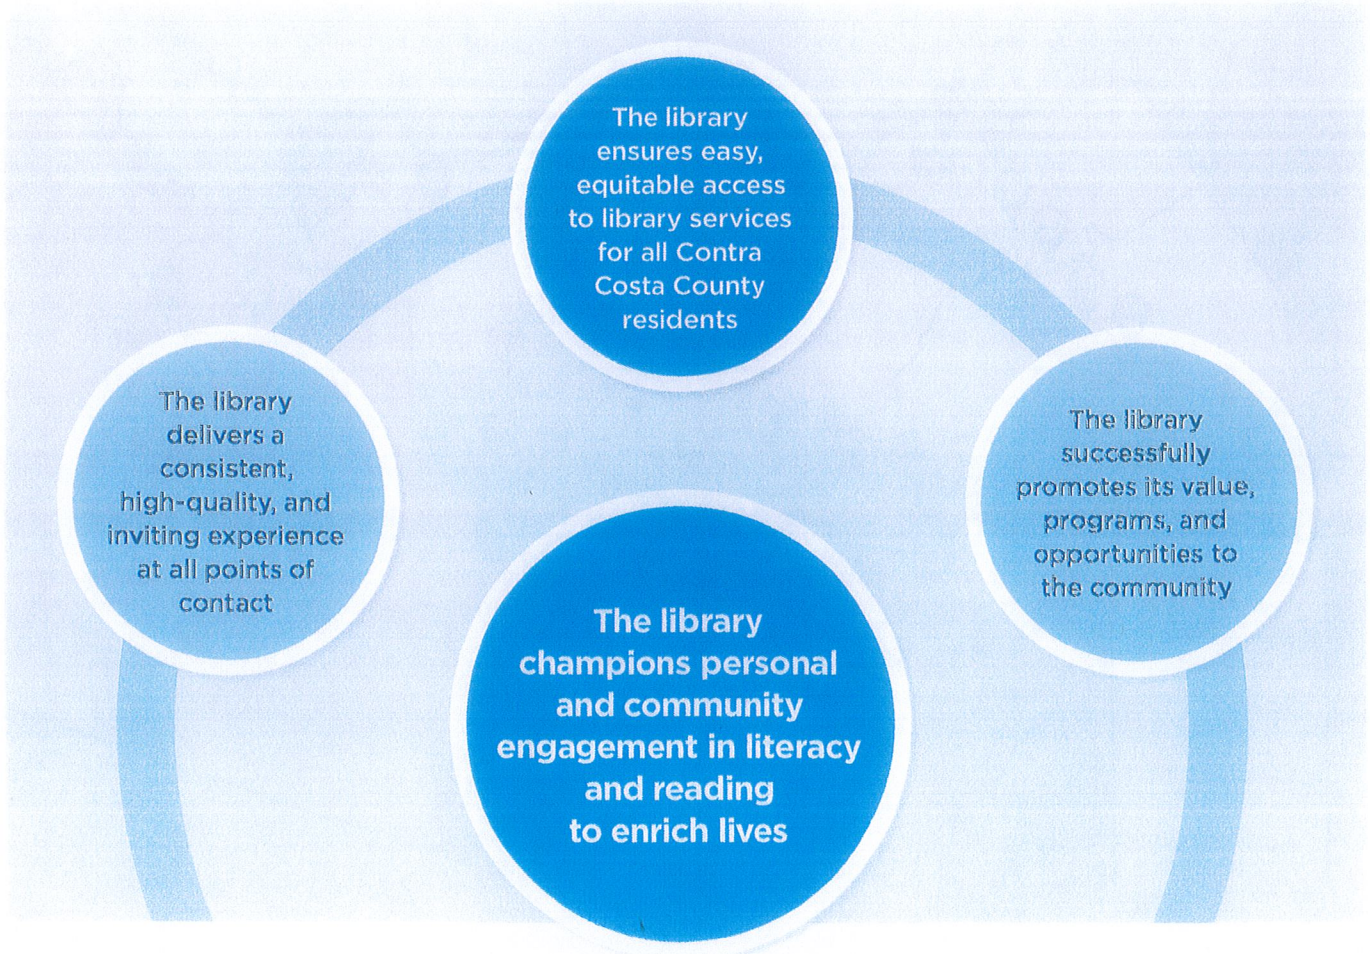 The library
ensures easy,
equitable access
to library services
for all Contra
Costa County
residents
The library
delivers a
consistent,
high-quality, and
inviting experience
at all points of
contact
The library
successfully
promotes its value,
programs, and
opportunities to
the community
The library
champions personal
and community
engagement in literacy
and reading
to enrich lives